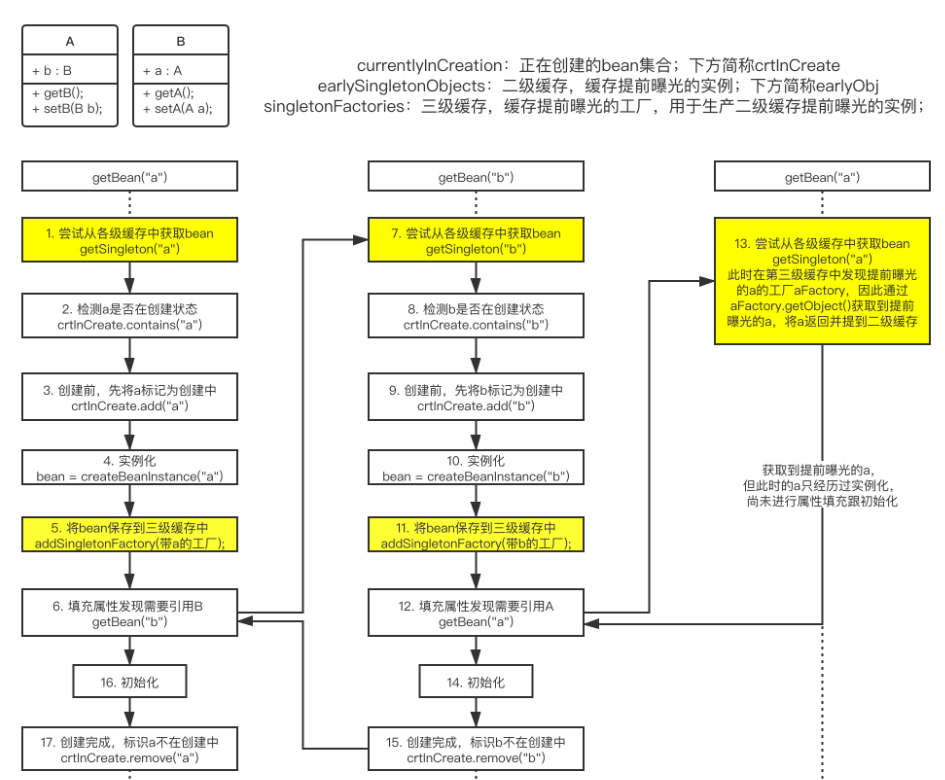 A
+ b : B
+ getB();
+ setB(B b);
B
+ a : A
+ getA();
+ setA(A a);
currentlyInCreation：正在创建的bean集合；下方简称crtInCreate
earlySingletonObjects：二级缓存，缓存提前曝光的实例；下方简称earlyObj
singletonFactories：三级缓存，缓存提前曝光的工厂，用于生产二级缓存提前曝光的实例；
getBean("a")
1. 尝试从各级缓存中获取bean
getSingleton("a")
2. 检测a是否在创建状态
crtInCreate.contains("a")
3. 创建前，先将a标记为创建中
crtInCreate.add("a")
4. 实例化
bean = createBeanInstance("a")
5. 将bean保存到三级缓存中
addSingletonFactory(带a的工厂);
6. 填充属性发现需要引用B
getBean("b")
16. 初始化
17. 创建完成，标识a不在创建中
crtInCreate.remove("a")
getBean("b")
7. 尝试从各级缓存中获取bean
getSingleton("b")
8. 检测b是否在创建状态
crtInCreate.contains("b")
9. 创建前，先将b标记为创建中
crtInCreate.add("b")
10. 实例化
bean = createBeanInstance("b")
11. 将bean保存到三级缓存中
addSingletonFactory(带b的工厂);
12. 填充属性发现需要引用A
getBean("a")
14. 初始化
15. 创建完成，标识b不在创建中
crtInCreate.remove("b")
getBean("a")
13. 尝试从各级缓存中获取bean
getSingleton("a")
此时在第三级缓存中发现提前曝光
的a的工厂aFactory，因此通过
aFactory.getObject()获取到提前
曝光的a，将a返回并提到二级缓存
获取到提前曝光的a，
但此时的a只经历过实例化，
尚未进行属性填充跟初始化